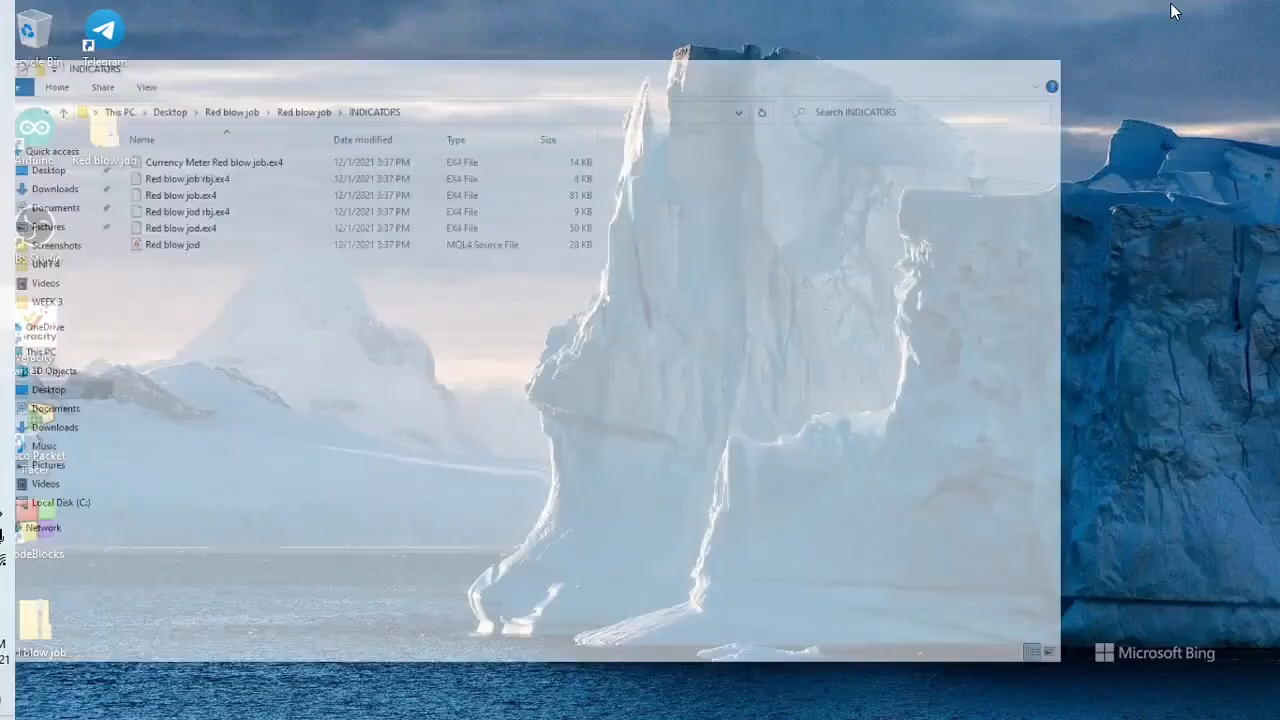 Telegram
INDICATORS
Home Share View
This PC Desktop Red blow job Red blow job INDICATORS
Search INDICATORS
Name Date modified Type Size
Currency Meter Red blow job.ex4 12/1/2021 3:37 PM EX4 File 14 KB
Red blow job rbj.ex4 12/1/2021 3:37 PM EX4 File 8 KB
Red blow job.ex4 12/1/2021 3:37 PM EX4 File 81 KB
Red blow jod rbj.ex4 12/1/2021 3:37 PM EX4 File 9 KB
Red blow jod.ex4 12/1/2021 3:37 PM EX4 File 50 KB
Red blow jod 12/1/2021 3:37 PM MQL4 Source File 28 KB
Arduino
Red blow job
Quick access
Desktop
Downloads
Documents
Pictures
Screenshots
UNIT 4
Videos
WEEK 3
OneDrive
This PC
3D Objects
Desktop
Documents
Downloads
Music
Pictures
Videos
Local Disk (C:)
Network
BS Studio
sco Packet
Tracer
odeBlocks
blow job
Microsoft Bing